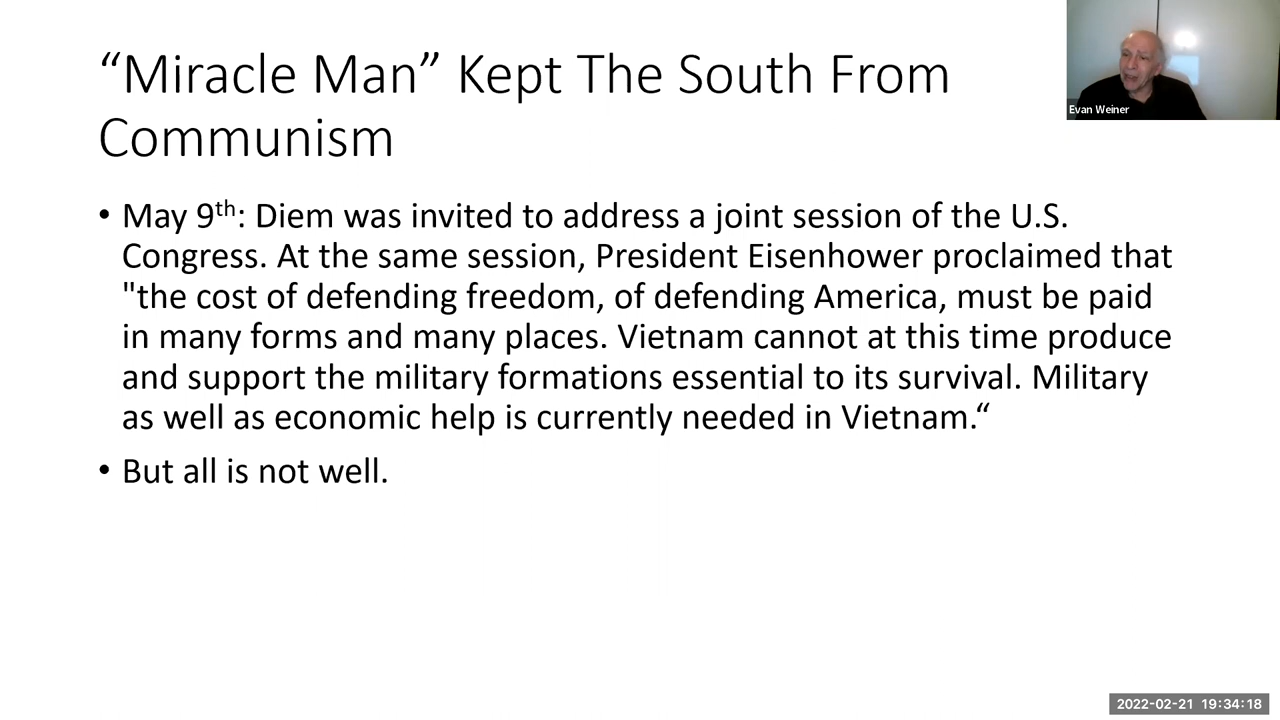 “Miracle Man” Kept The South From
Communism
Evan Weiner
• May 9th: Diem was invited to address a joint session of the U.S.
Congress. At the same session, President Eisenhower proclaimed that
"the cost of defending freedom, of defending America, must be paid
in many forms and many places. Vietnam cannot at this time produce
and support the military formations essential to its survival. Military
as well as economic help is currently needed in Vietnam.“
• But all is not well.
2022-02-21 19:34:18